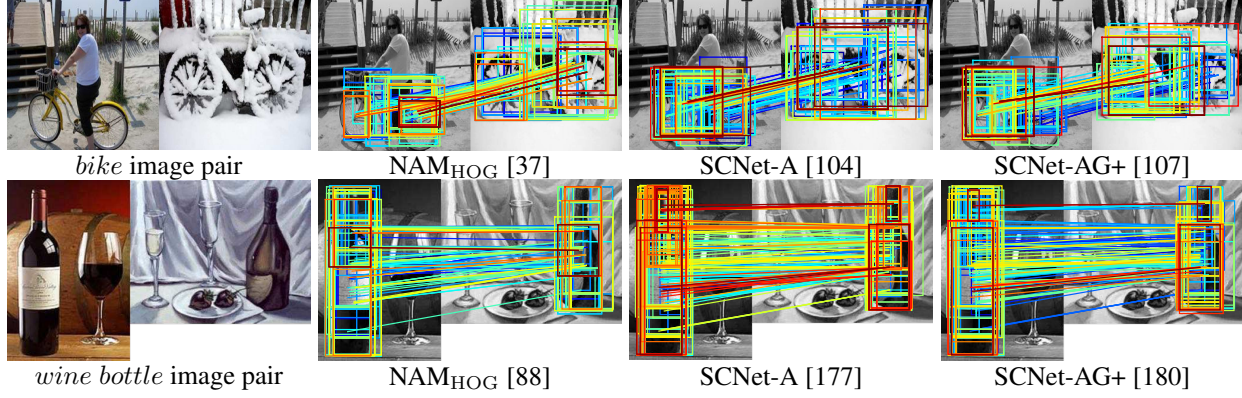 bike image pair NAM_HOG [37] SCNet-A [104] SCNet-AG+ [107]
wine bottle image pair NAM_HOG [88] SCNet-A [177] SCNet-AG+ [180]